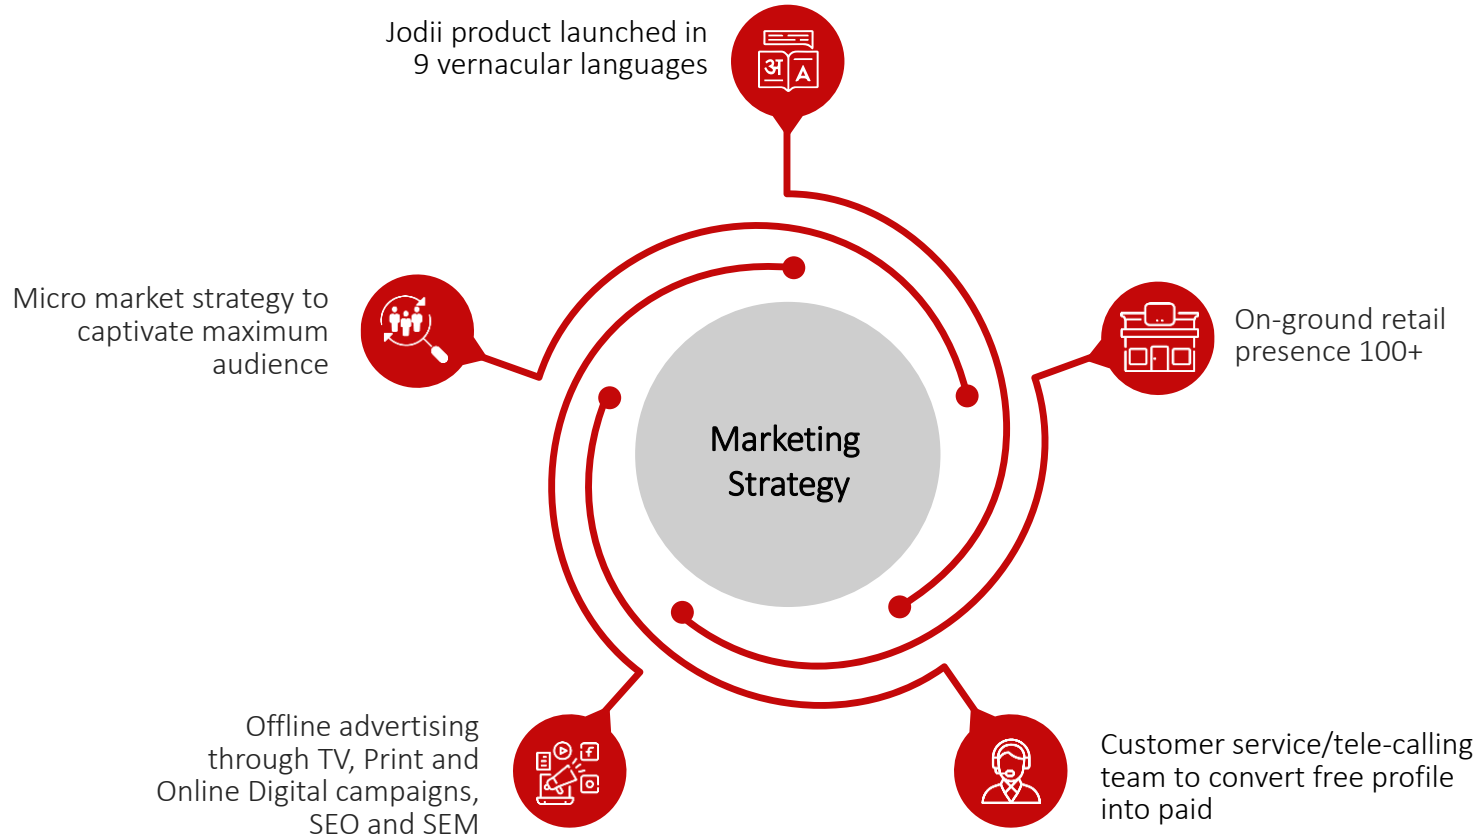 Jodii product launched in
9 vernacular languages
अ A
Micro market strategy to
captivate maximum
audience
On-ground retail
presence 100+
Marketing
Strategy
Offline advertising
through TV, Print and
Online Digital campaigns,
SEO and SEM
f
Customer service/tele-calling
team to convert free profile
into paid